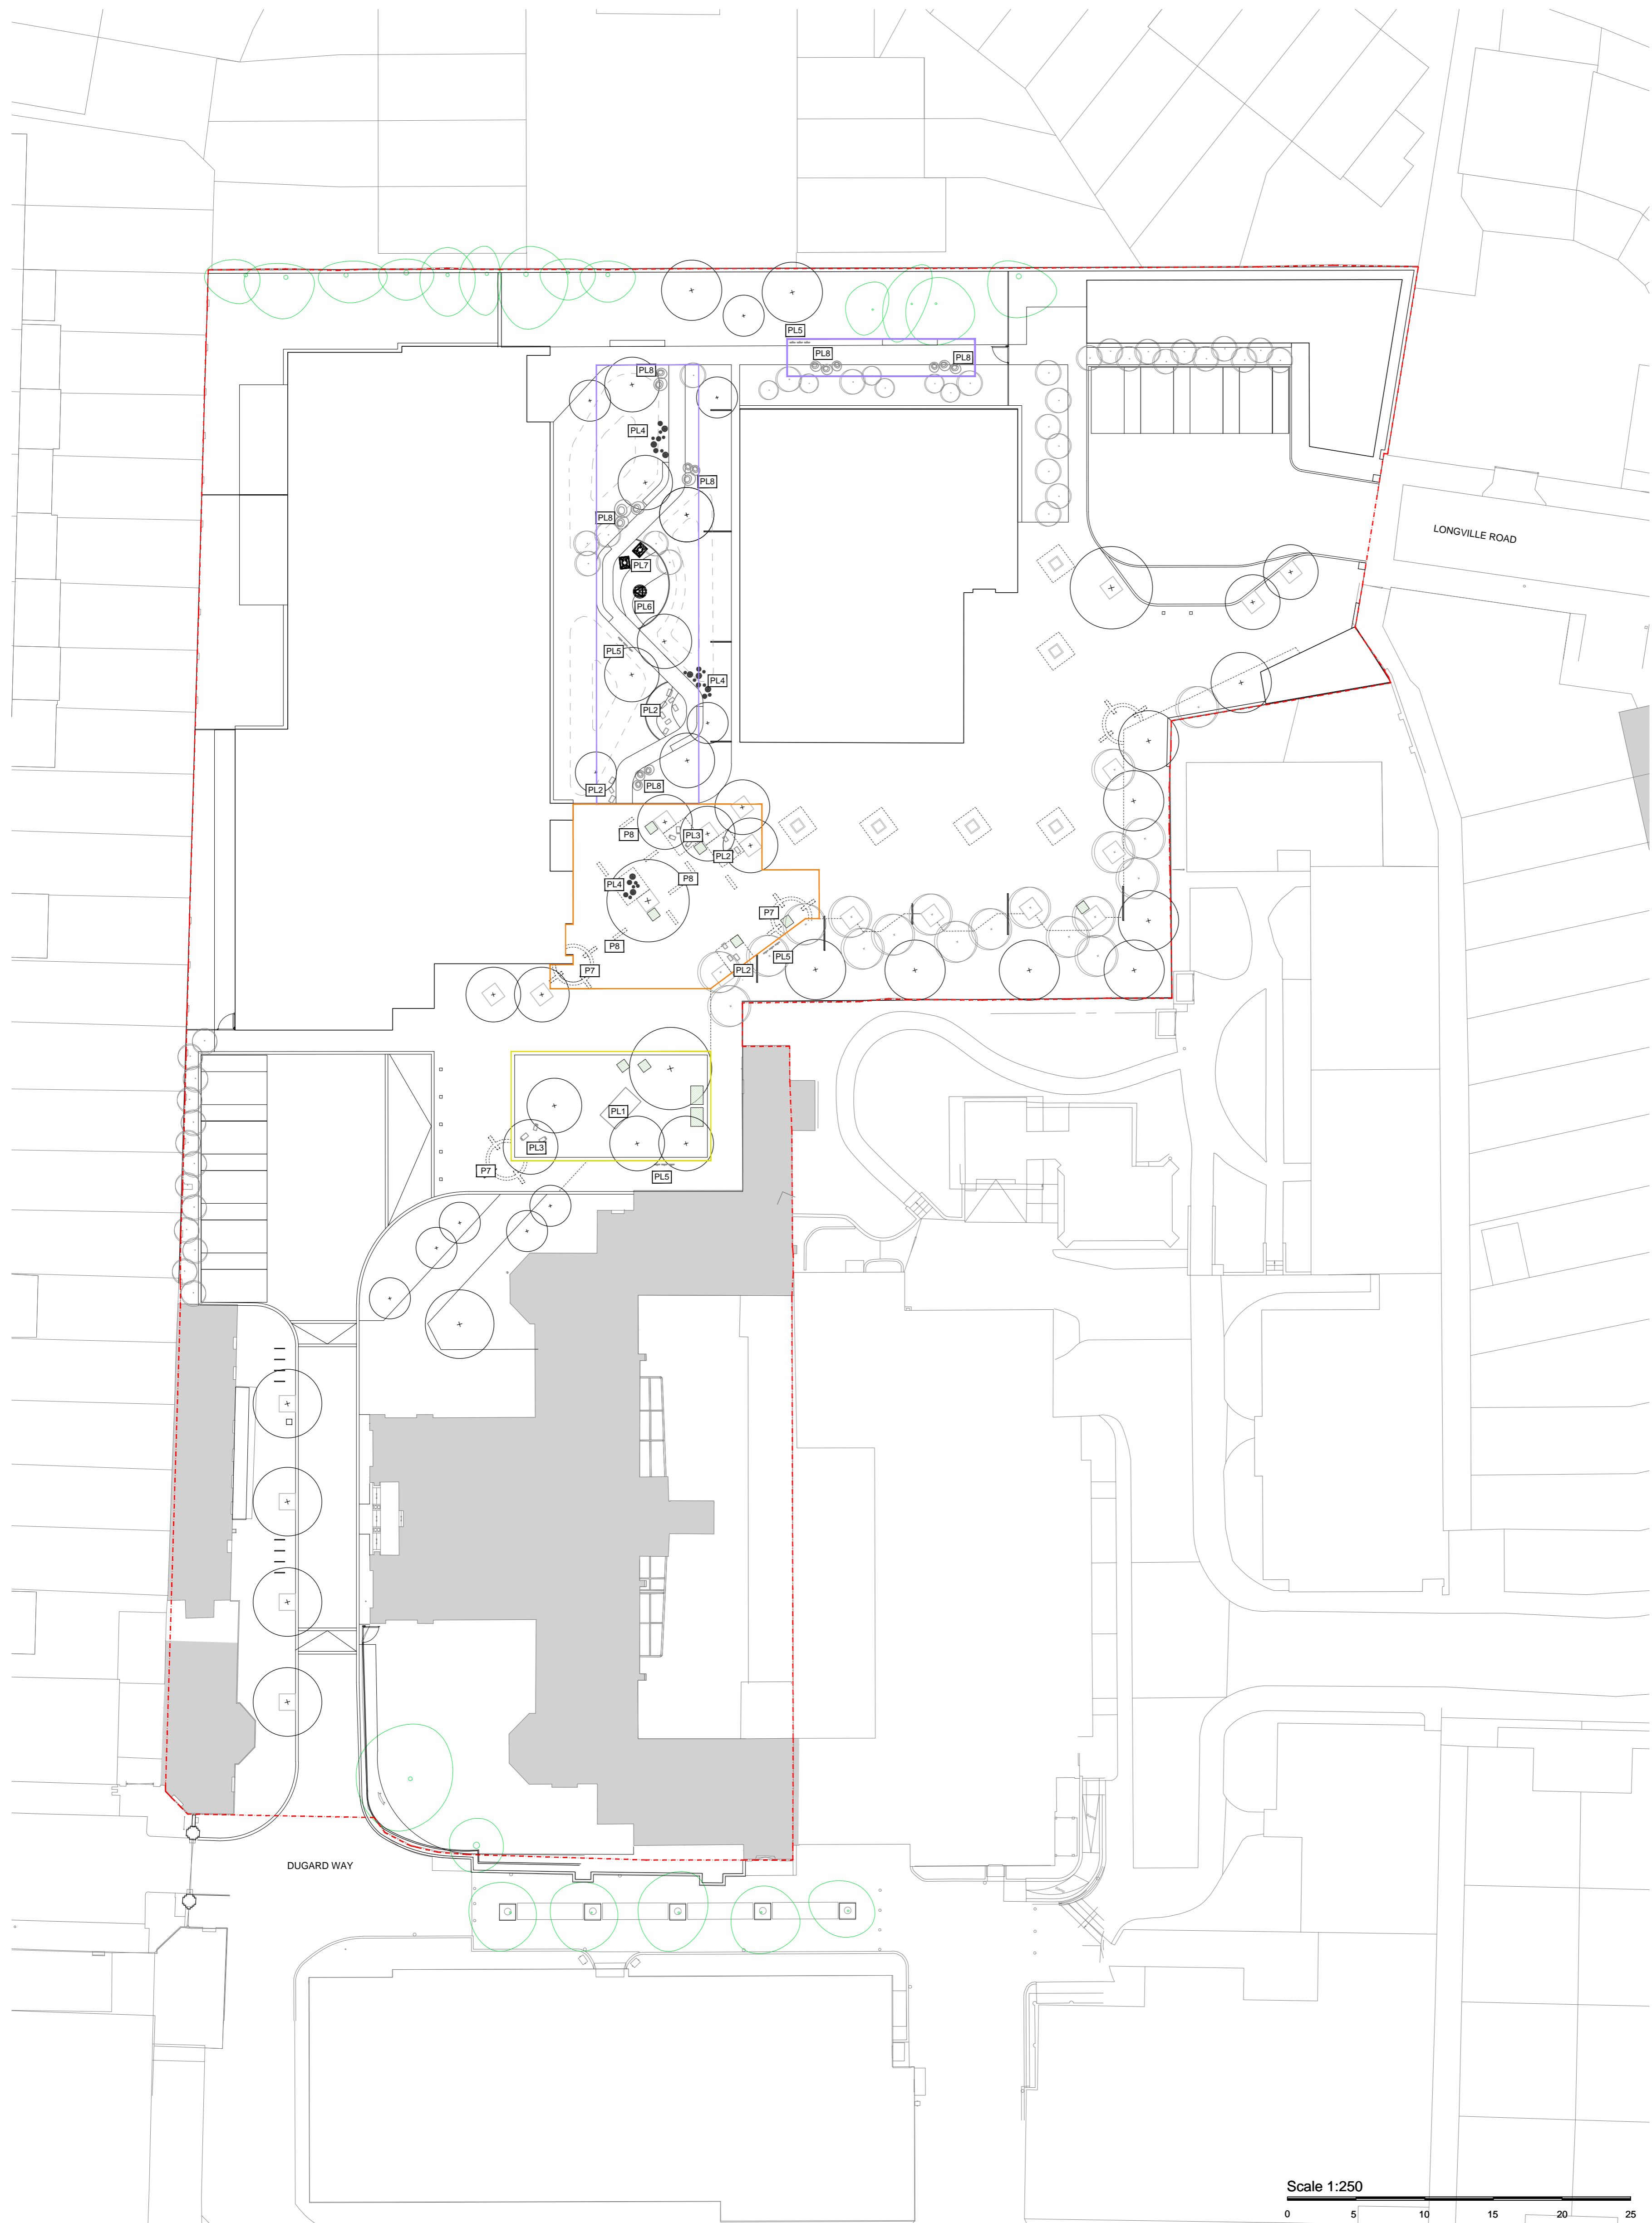 PL5
PL8
PL8
PL8
PL4
PL8
PL8
LONGVILLE ROAD
PL7
PL6
PL5
PL4
PL2
PL2
PL8
P8
PL3
PL2
PL4
P8
P7
P8
PL5
PL2
P7
PL1
PL3
P7
PL5
DUGARD WAY
Scale 1:250
0 5 10 15 20 25